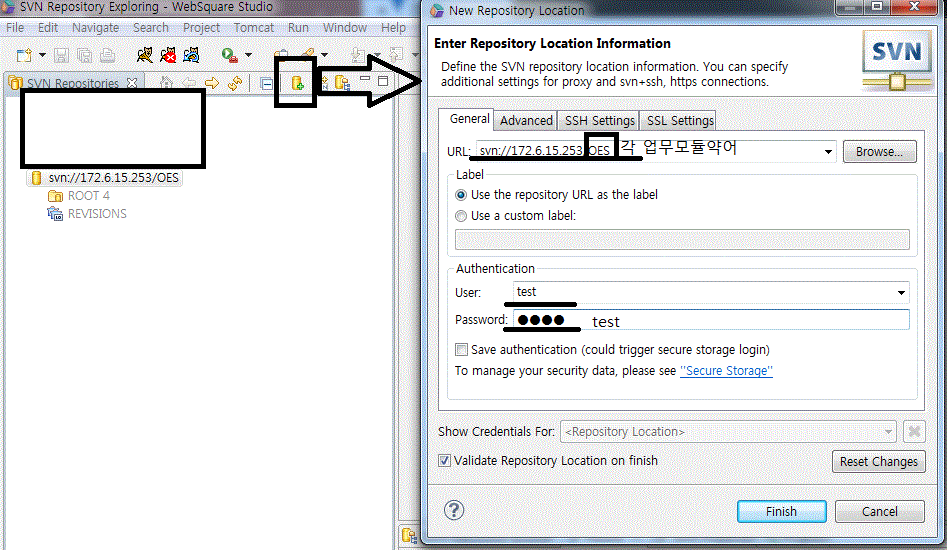 SVN Repository Exploring - WebSquare Studio
File Edit Navigate Search Project Tomcat Run Window Help
SVN Repositories
svn://172.6.15.253/OES
ROOT 4
REVISIONS
New Repository Location
Enter Repository Location Information
Define the SVN repository location information. You can specify
additional settings for proxy and svn+ssh, https connections.
SVN
General Advanced SSH Settings SSL Settings
URL: svn://172.6.15.253/OES 각 업무모듈약어 Browse...
Label
Use the repository URL as the label
Use a custom label:
Authentication
User: test
Password: ●●●● test
Save authentication (could trigger secure storage login)
To manage your security data, please see "Secure Storage"
Show Credentials For: <Repository Location>
Validate Repository Location on finish Reset Changes
Finish Cancel